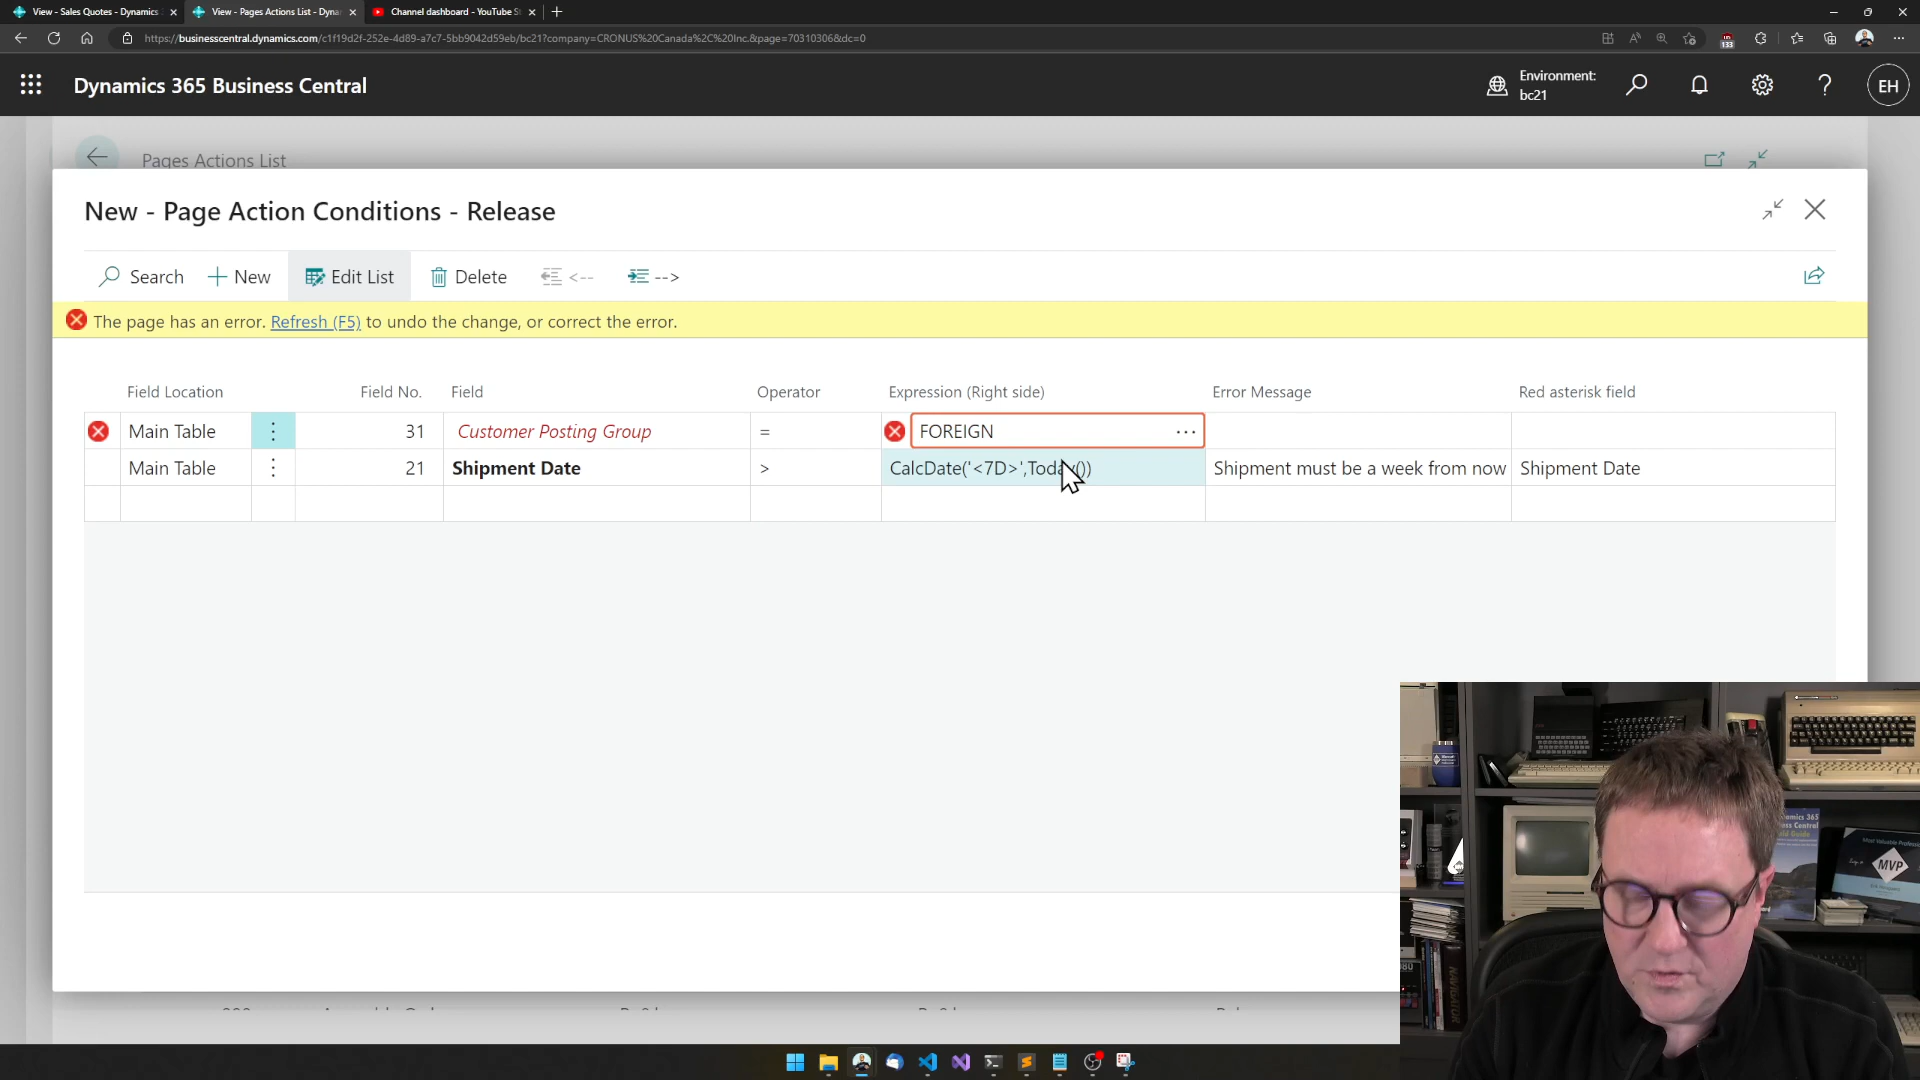 View - Sales Quotes - Dynamics
View - Pages Actions List - Dyna
Channel dashboard - YouTube S
https://businesscentral.dynamics.com/c1f19d2f-252e-4d89-a7c7-5bb9042d59eb/bc21?company=CRONUS%20Canada%2C%20Inc.&page=70310306&dc=0
133
Dynamics 365 Business Central
Environment:
bc21
EH
Pages Actions List
New - Page Action Conditions - Release
Search
New
Edit List
Delete
<--
-->
The page has an error. Refresh (F5) to undo the change, or correct the error.
Field Location Field No. Field Operator Expression (Right side) Error Message Red asterisk field
Main Table 31 Customer Posting Group = FOREIGN
Main Table 21 Shipment Date > CalcDate('<7D>',Today()) Shipment must be a week from now Shipment Date
MVP